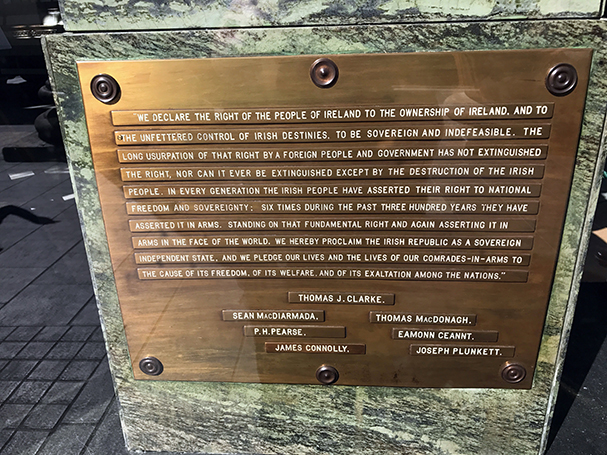 "WE DECLARE THE RIGHT OF THE PEOPLE OF IRELAND TO THE OWNERSHIP OF IRELAND, AND TO
THE UNFETTERED CONTROL OF IRISH DESTINIES, TO BE SOVEREIGN AND INDEFEASIBLE. THE
LONG USURPATION OF THAT RIGHT BY A FOREIGN PEOPLE AND GOVERNMENT HAS NOT EXTINGUISHED
THE RIGHT, NOR CAN IT EVER BE EXTINGUISHED EXCEPT BY THE DESTRUCTION OF THE IRISH
PEOPLE. IN EVERY GENERATION THE IRISH PEOPLE HAVE ASSERTED THEIR RIGHT TO NATIONAL
FREEDOM AND SOVEREIGNTY; SIX TIMES DURING THE PAST THREE HUNDRED YEARS THEY HAVE
ASSERTED IT IN ARMS. STANDING ON THAT FUNDAMENTAL RIGHT AND AGAIN ASSERTING IT IN
ARMS IN THE FACE OF THE WORLD, WE HEREBY PROCLAIM THE IRISH REPUBLIC AS A SOVEREIGN
INDEPENDENT STATE, AND WE PLEDGE OUR LIVES AND THE LIVES OF OUR COMRADES-IN-ARMS TO
THE CAUSE OF ITS FREEDOM, OF ITS WELFARE, AND OF ITS EXALTATION AMONG THE NATIONS."
THOMAS J. CLARKE.
SEAN MACDIARMADA. THOMAS MACDONAGH.
P.H. PEARSE. EAMONN CEANNT.
JAMES CONNOLLY. JOSEPH PLUNKETT.